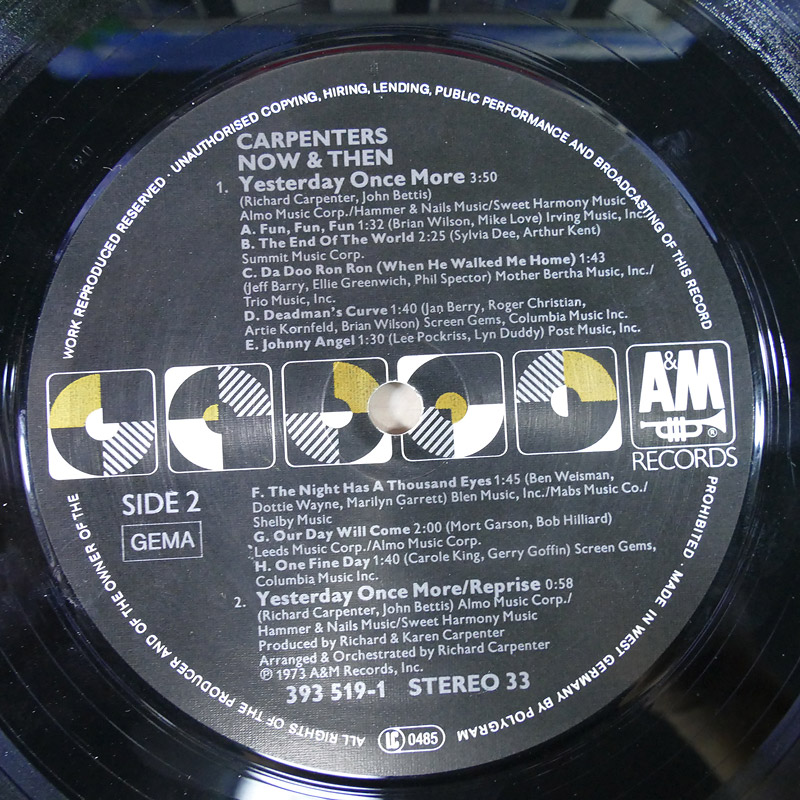 WORK REPRODUCED RESERVED · UNAUTHORISED COPYING, HIRING, LENDING, PUBLIC PERFORMANCE AND BROADCASTING OF THIS RECORD
CARPENTERS
NOW & THEN
1. Yesterday Once More 3:50
(Richard Carpenter, John Bettis)
Almo Music Corp./Hammer & Nails Music/Sweet Harmony Music
A. Fun, Fun, Fun 1:32 (Brian Wilson, Mike Love) Irving Music, Inc.
B. The End Of The World 2:25 (Sylvia Dee, Arthur Kent)
Summit Music Corp.
C. Da Doo Ron Ron (When He Walked Me Home) 1:43
(Jeff Barry, Ellie Greenwich, Phil Spector) Mother Bertha Music, Inc./
Trio Music, Inc.
D. Deadman's Curve 1:40 (Jan Berry, Roger Christian,
Artie Kornfeld, Brian Wilson) Screen Gems, Columbia Music Inc.
E. Johnny Angel 1:30 (Lee Pockriss, Lyn Duddy) Post Music, Inc.
A&M
®
RECORDS
SIDE 2
GEMA
F. The Night Has A Thousand Eyes 1:45 (Ben Weisman,
Dottie Wayne, Marilyn Garrett) Blen Music, Inc./Mabs Music Co./
Shelby Music
G. Our Day Will Come 2:00 (Mort Garson, Bob Hilliard)
Leeds Music Corp./Almo Music Corp.
H. One Fine Day 1:40 (Carole King, Gerry Goffin) Screen Gems,
Columbia Music Inc.
2. Yesterday Once More/Reprise 0:58
(Richard Carpenter, John Bettis) Almo Music Corp./
Hammer & Nails Music/Sweet Harmony Music
Produced by Richard & Karen Carpenter
Arranged & Orchestrated by Richard Carpenter
℗ 1973 A&M Records, Inc.
393 519-1 STEREO 33
LC 0485
PROHIBITED · MADE IN WEST GERMANY BY POLYGRAM
ALL RIGHTS OF THE PRODUCER AND OF THE OWNER OF THE